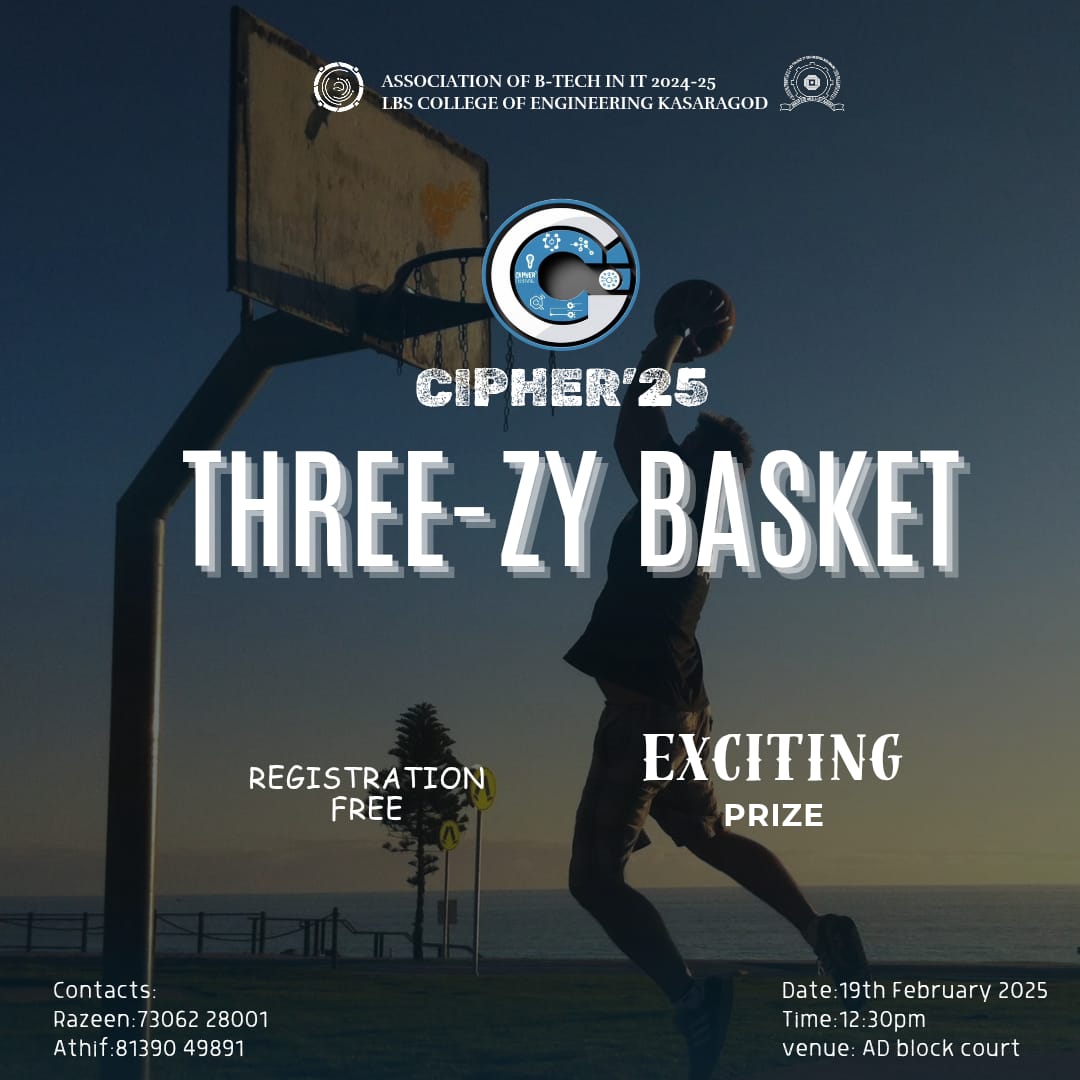 ASSOCIATION OF B-TECH IN IT 2024-25
LBS COLLEGE OF ENGINEERING KASARAGOD
CIPHER'25
THREE-ZY BASKET
REGISTRATION
FREE
EXCITING
PRIZE
Contacts:
Razeen:73062 28001
Athif:81390 49891
Date:19th February 2025
Time:12:30pm
venue: AD block court